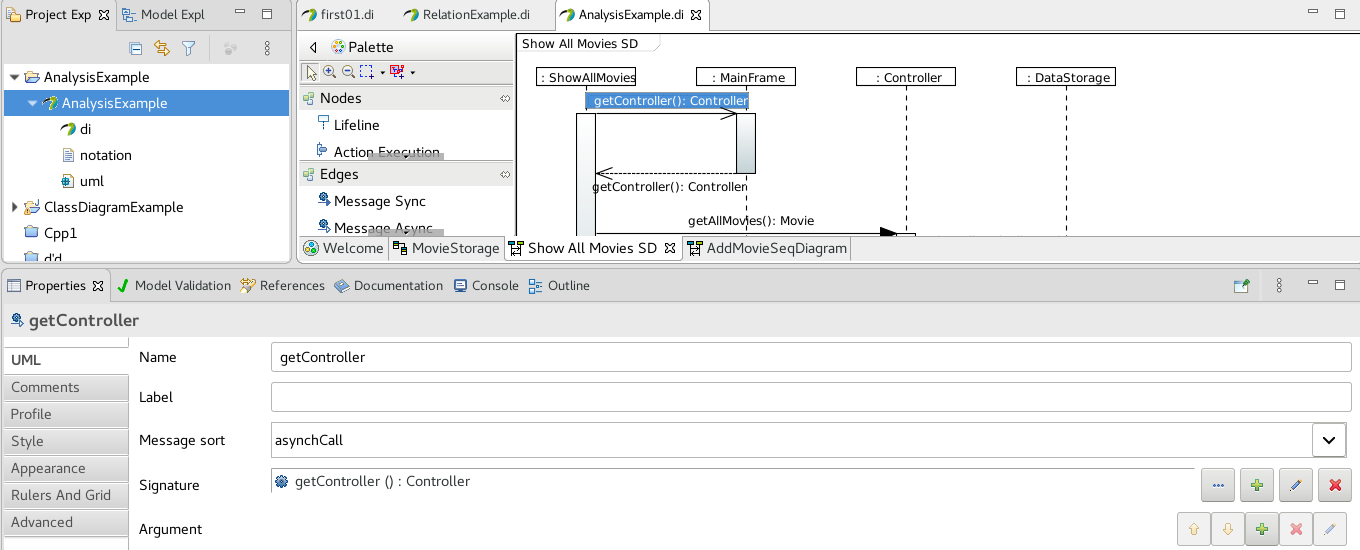 Project Exp
Model Expl
AnalysisExample
AnalysisExample
di
notation
uml
ClassDiagramExample
Cpp1
d'd
first01.di
RelationExample.di
AnalysisExample.di
Palette
Nodes
Lifeline
Action Execution
Edges
Message Sync
Message Async
Show All Movies SD
: ShowAllMovies
: MainFrame
: Controller
: DataStorage
getController(): Controller
getController(): Controller
getAllMovies(): Movie
Welcome
MovieStorage
Show All Movies SD
AddMovieSeqDiagram
Properties
Model Validation
References
Documentation
Console
Outline
getController
UML
Comments
Profile
Style
Appearance
Rulers And Grid
Advanced
Name
getController
Label
Message sort
asynchCall
Signature
getController () : Controller
Argument